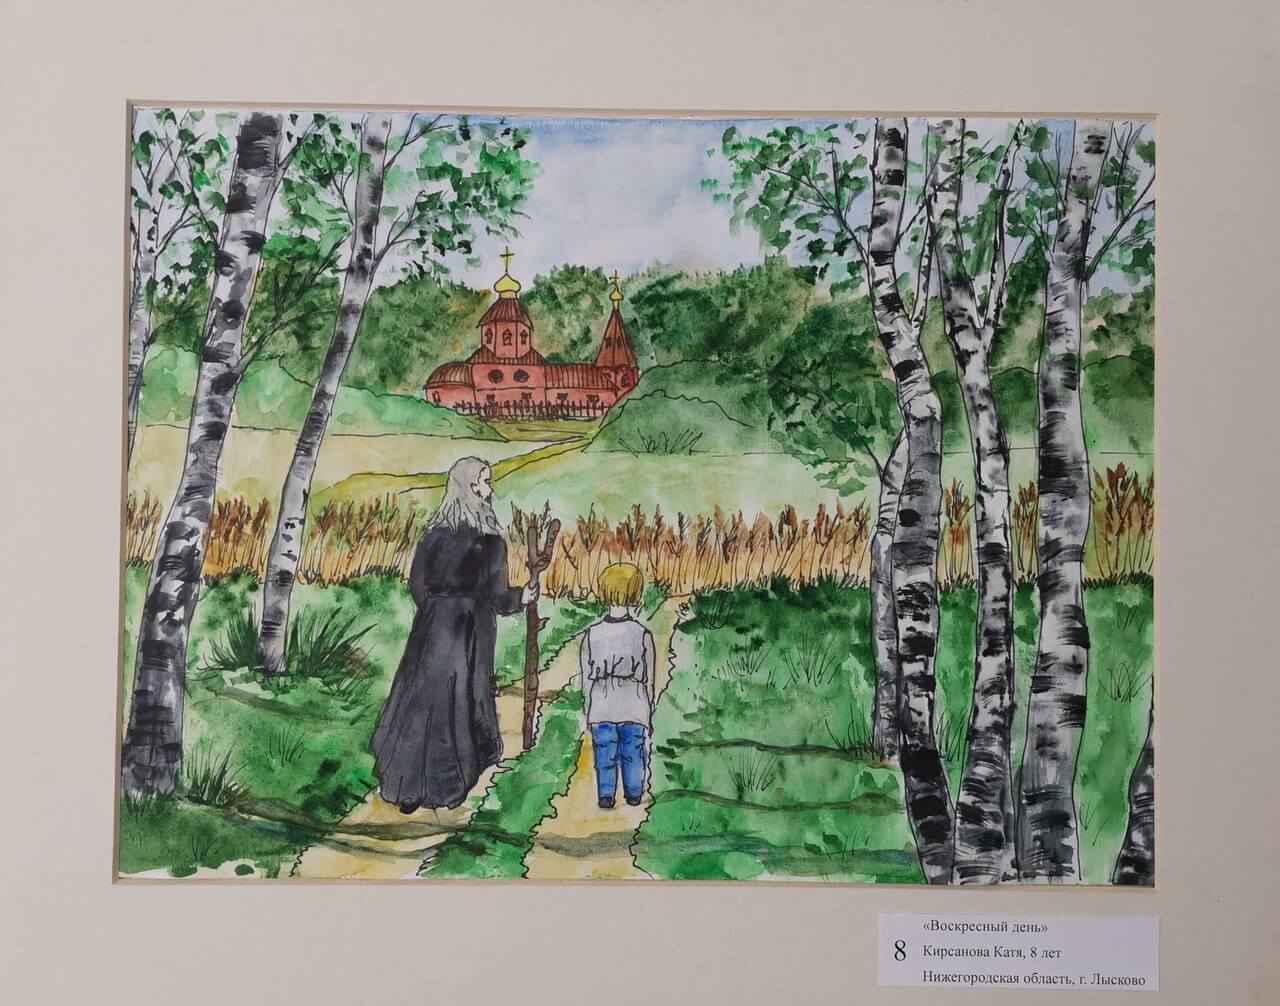 «Воскресный день»
8 Кирсанова Катя, 8 лет
Нижегородская область, г. Лысково